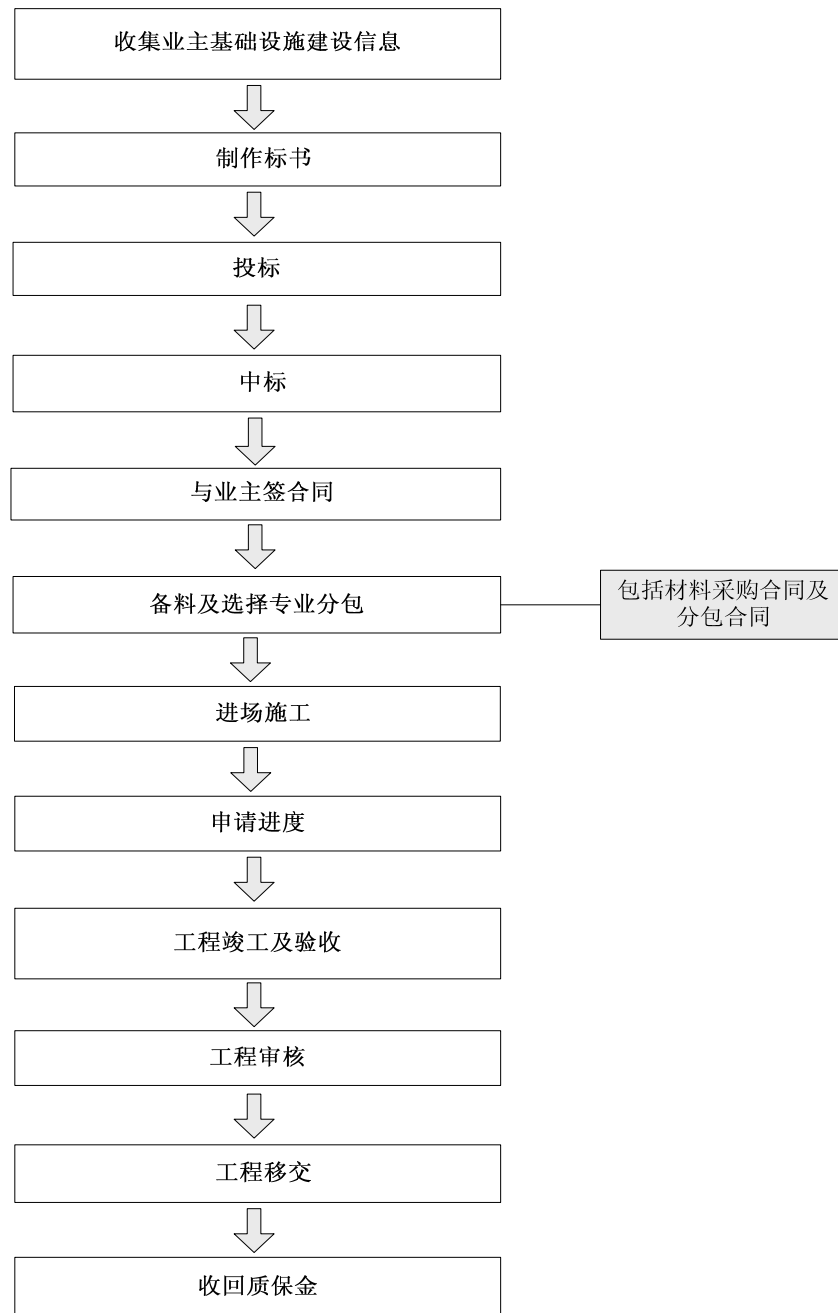 收集业主基础设施建设信息
制作标书
投标
中标
与业主签合同
备料及选择专业分包
包括材料采购合同及
分包合同
进场施工
申请进度
工程竣工及验收
工程审核
工程移交
收回质保金